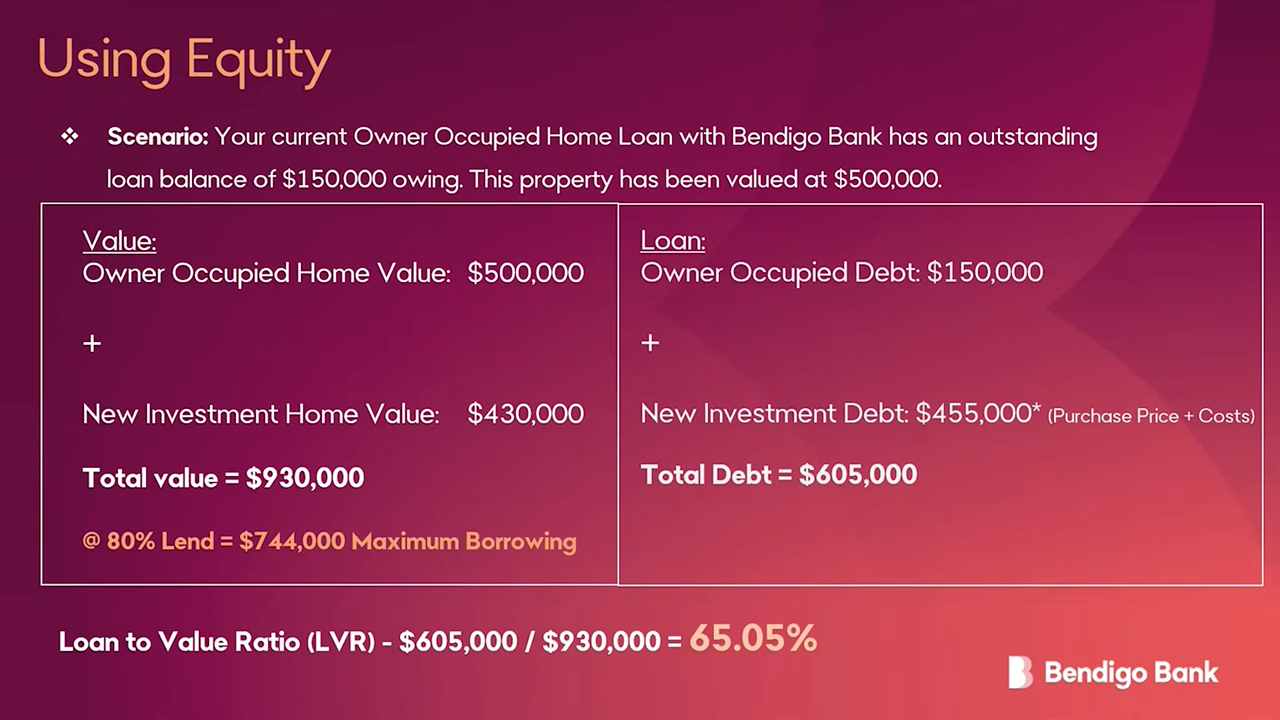 Using Equity
❖ Scenario: Your current Owner Occupied Home Loan with Bendigo Bank has an outstanding
loan balance of $150,000 owing. This property has been valued at $500,000.
Value:
Owner Occupied Home Value: $500,000
+
New Investment Home Value: $430,000
Total value = $930,000
@ 80% Lend = $744,000 Maximum Borrowing
Loan:
Owner Occupied Debt: $150,000
+
New Investment Debt: $455,000* (Purchase Price + Costs)
Total Debt = $605,000
Loan to Value Ratio (LVR) - $605,000 / $930,000 = 65.05%
Bendigo Bank